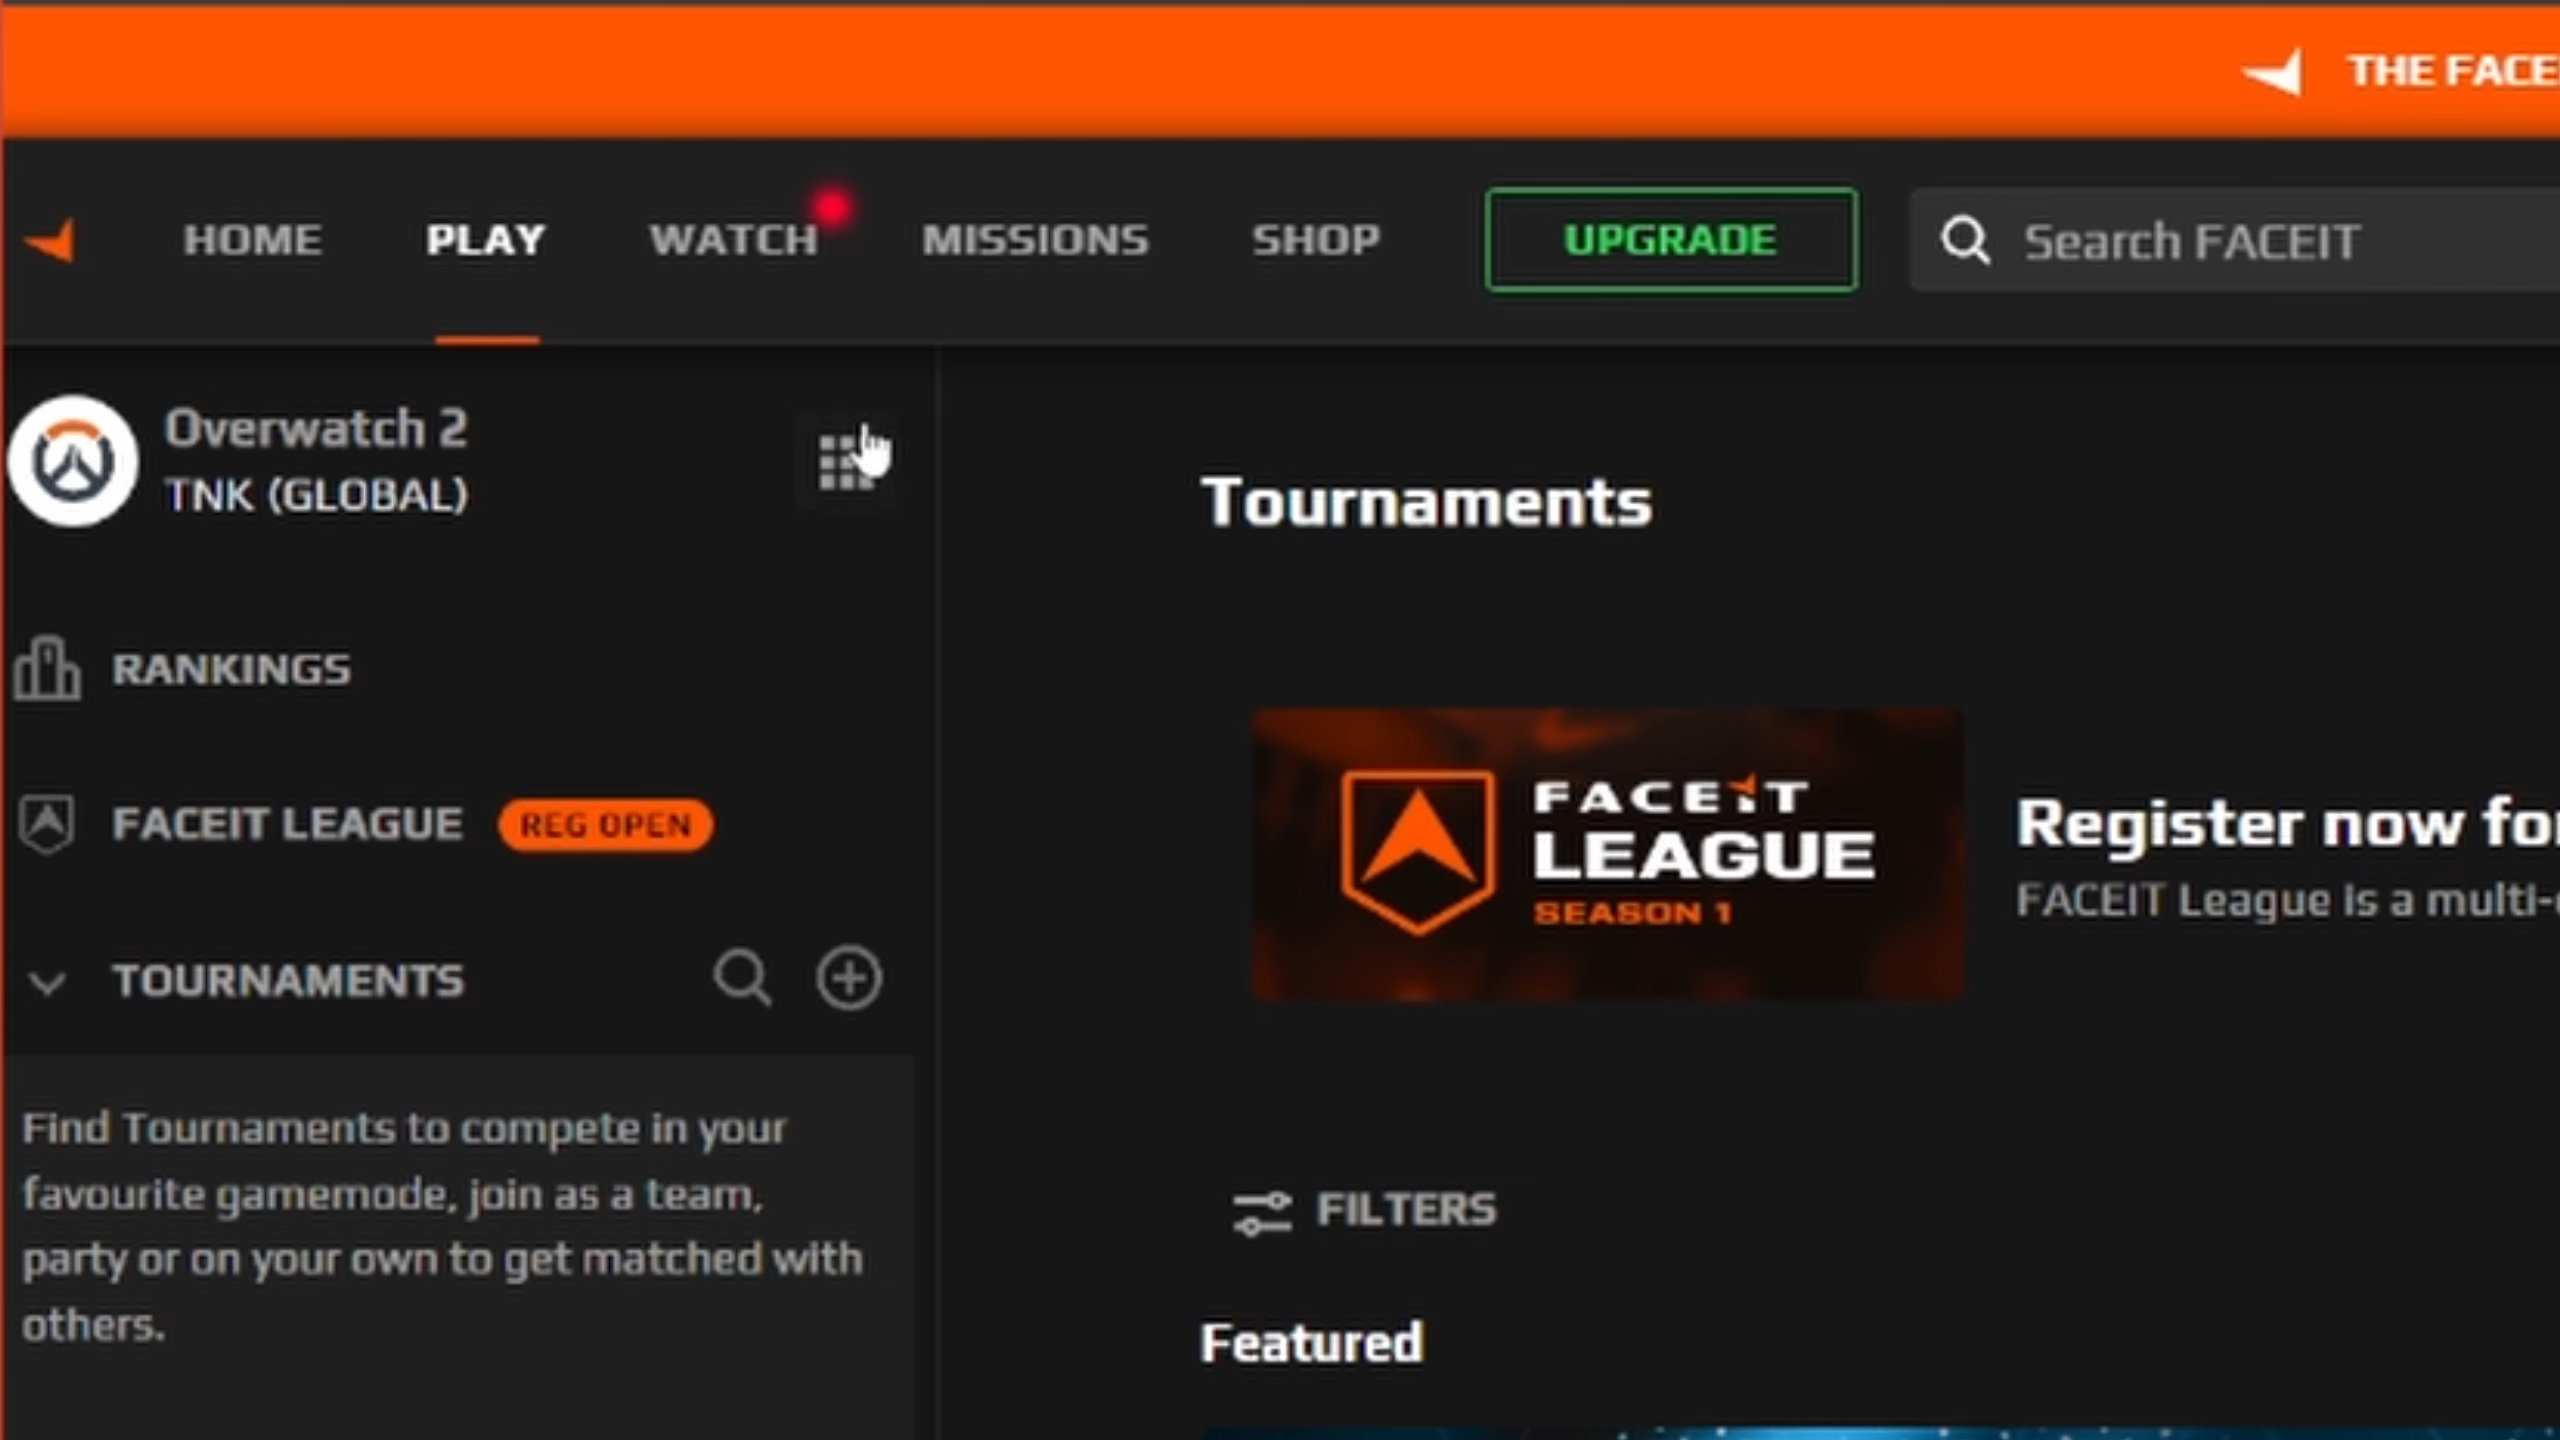 THE FACE
HOME PLAY WATCH MISSIONS SHOP UPGRADE Search FACEIT
Overwatch 2
TNK (GLOBAL)
RANKINGS
FACEIT LEAGUE REG OPEN
TOURNAMENTS
Find Tournaments to compete in your
favourite gamemode, join as a team,
party or on your own to get matched with
others.
Tournaments
FACEIT
LEAGUE
SEASON 1
Register now for
FACEIT League is a multi-
FILTERS
Featured